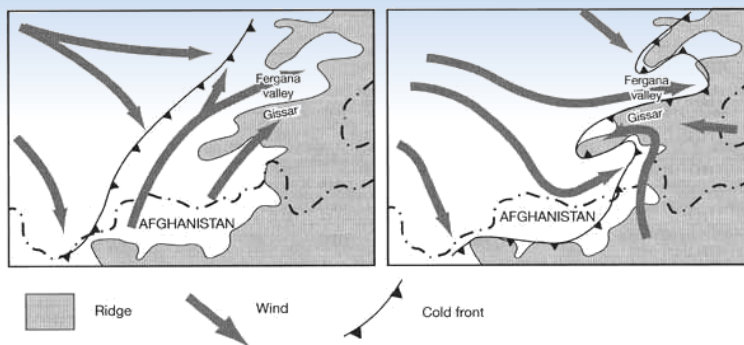 Fergana
valley
Gissar
AFGHANISTAN
Fergana
valley
Gissar
AFGHANISTAN
Ridge
Wind
Cold front